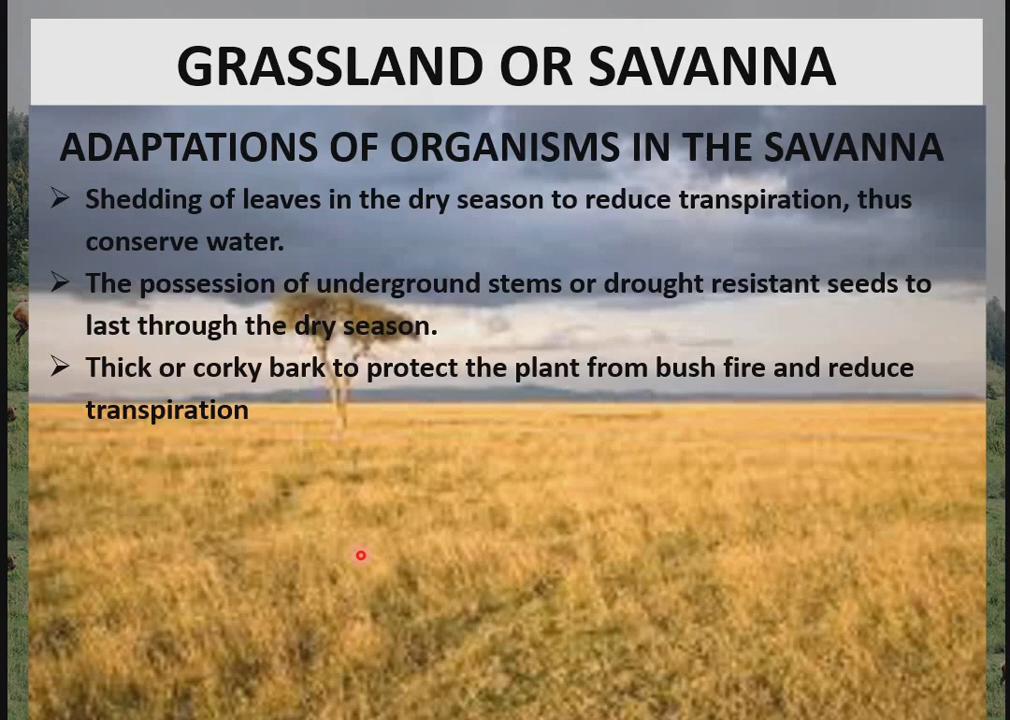 GRASSLAND OR SAVANNA
ADAPTATIONS OF ORGANISMS IN THE SAVANNA
➢ Shedding of leaves in the dry season to reduce transpiration, thus
conserve water.
➢ The possession of underground stems or drought resistant seeds to
last through the dry season.
➢ Thick or corky bark to protect the plant from bush fire and reduce
transpiration